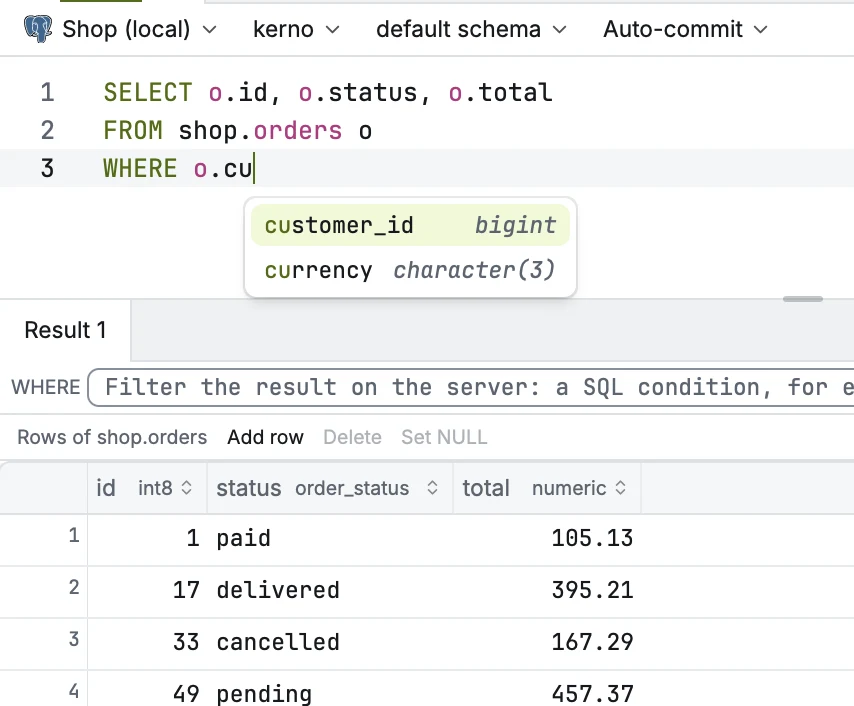 Shop (local) kerno default schema Auto-commit
1 SELECT o.id, o.status, o.total
2 FROM shop.orders o
3 WHERE o.cu
customer_id bigint
currency character(3)
Result 1
WHERE Filter the result on the server: a SQL condition, for e
Rows of shop.orders Add row Delete Set NULL
id int8 status order_status total numeric
1 1 paid 105.13
2 17 delivered 395.21
3 33 cancelled 167.29
4 49 pending 457.37